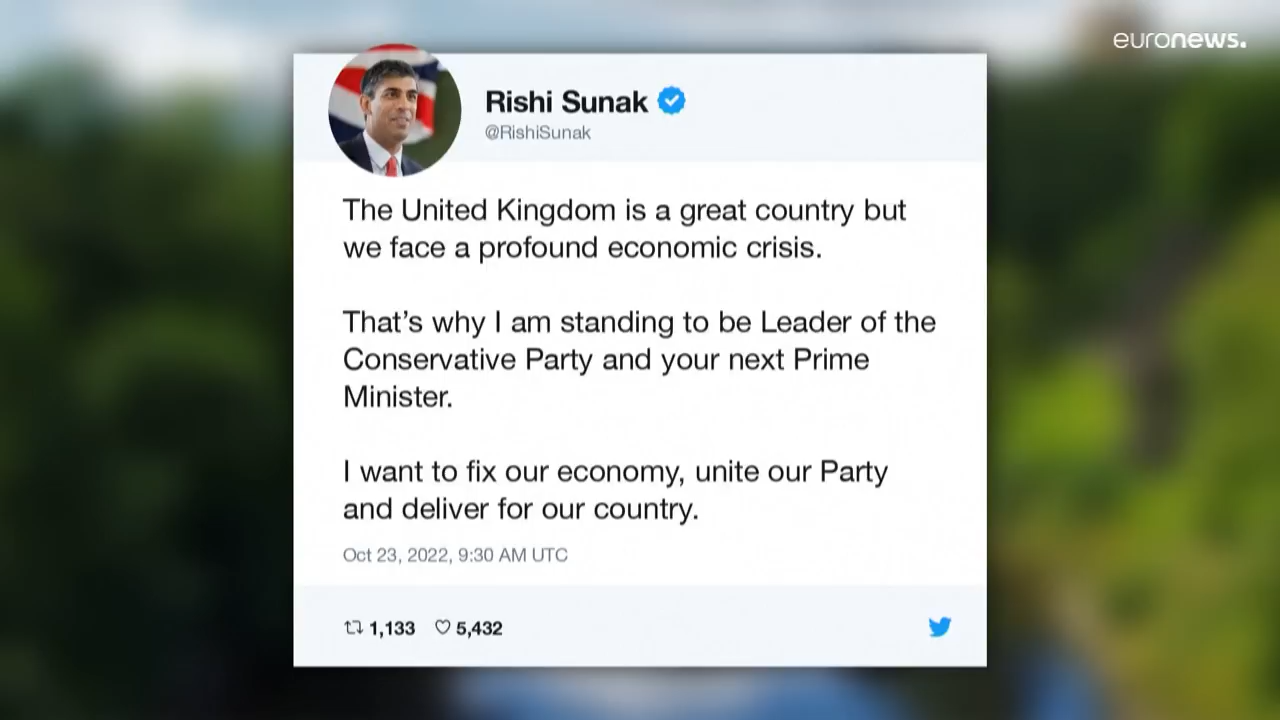 euronews.
Rishi Sunak
@RishiSunak
The United Kingdom is a great country but
we face a profound economic crisis.
That’s why I am standing to be Leader of the
Conservative Party and your next Prime
Minister.
I want to fix our economy, unite our Party
and deliver for our country.
Oct 23, 2022, 9:30 AM UTC
1,133 5,432